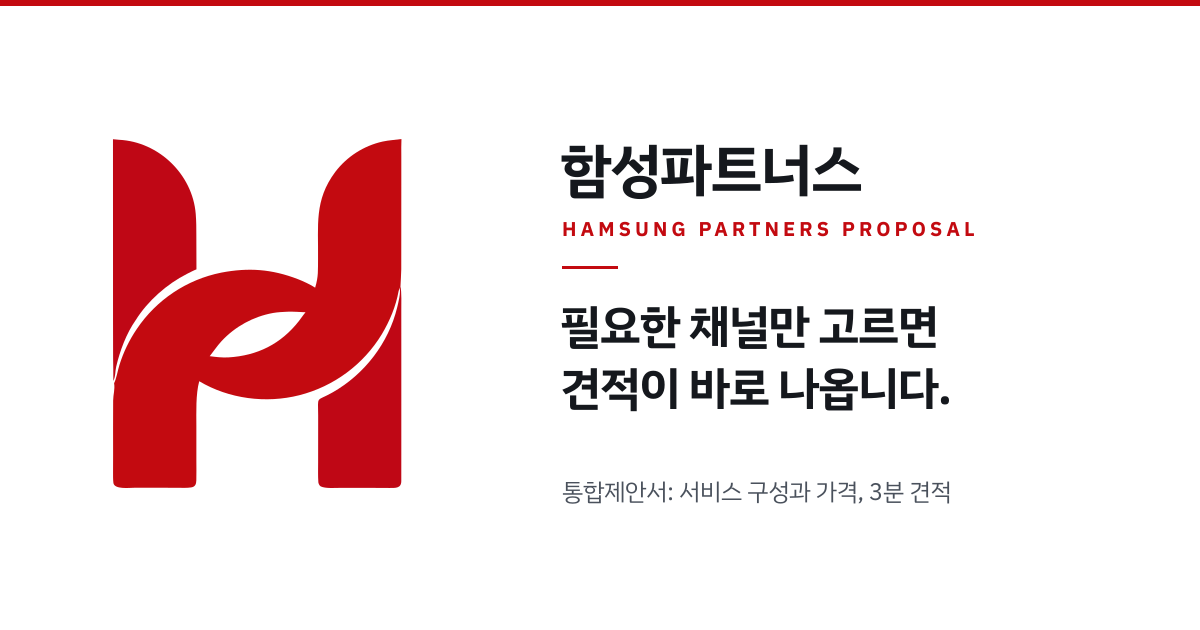 함성파트너스
HAMSUNG PARTNERS PROPOSAL
필요한 채널만 고르면
견적이 바로 나옵니다.
통합제안서: 서비스 구성과 가격, 3분 견적